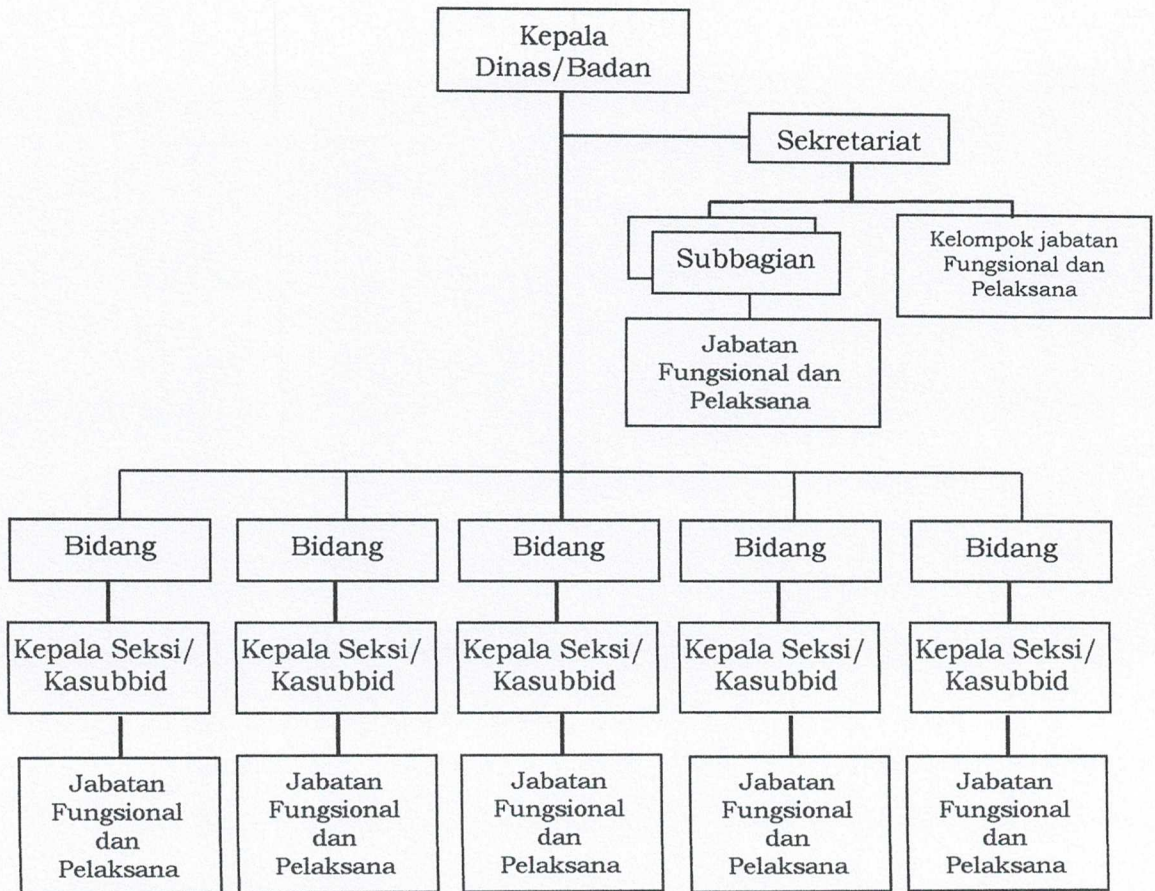 Kepala
Dinas/Badan
Sekretariat
Subbagian
Kelompok jabatan
Fungsional dan
Pelaksana
Jabatan
Fungsional dan
Pelaksana
Bidang
Bidang
Bidang
Bidang
Bidang
Kepala Seksi/
Kasubbid
Kepala Seksi/
Kasubbid
Kepala Seksi/
Kasubbid
Kepala Seksi/
Kasubbid
Kepala Seksi/
Kasubbid
Jabatan
Fungsional
dan
Pelaksana
Jabatan
Fungsional
dan
Pelaksana
Jabatan
Fungsional
dan
Pelaksana
Jabatan
Fungsional
dan
Pelaksana
Jabatan
Fungsional
dan
Pelaksana